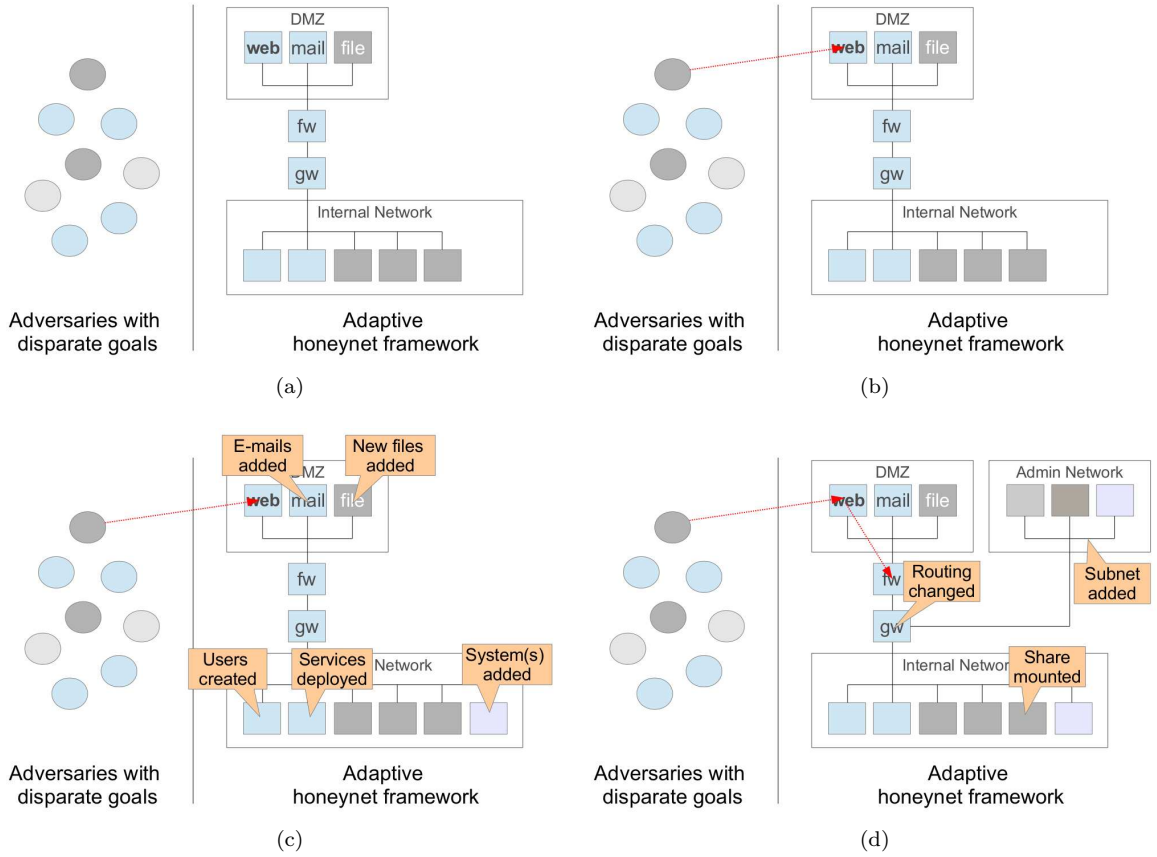 DMZ
web mail file
fw
gw
Internal Network
Adversaries with
disparate goals
Adaptive
honeynet framework
(a)
DMZ
web mail file
fw
gw
Internal Network
Adversaries with
disparate goals
Adaptive
honeynet framework
(b)
E-mails
added
New files
added
DMZ
web mail file
fw
gw
Users
created
Services
deployed
Network
System(s)
added
Adversaries with
disparate goals
Adaptive
honeynet framework
(c)
DMZ
web mail file
Admin Network
fw
Routing
changed
Subnet
added
gw
Internal Networ
Share
mounted
Adversaries with
disparate goals
Adaptive
honeynet framework
(d)